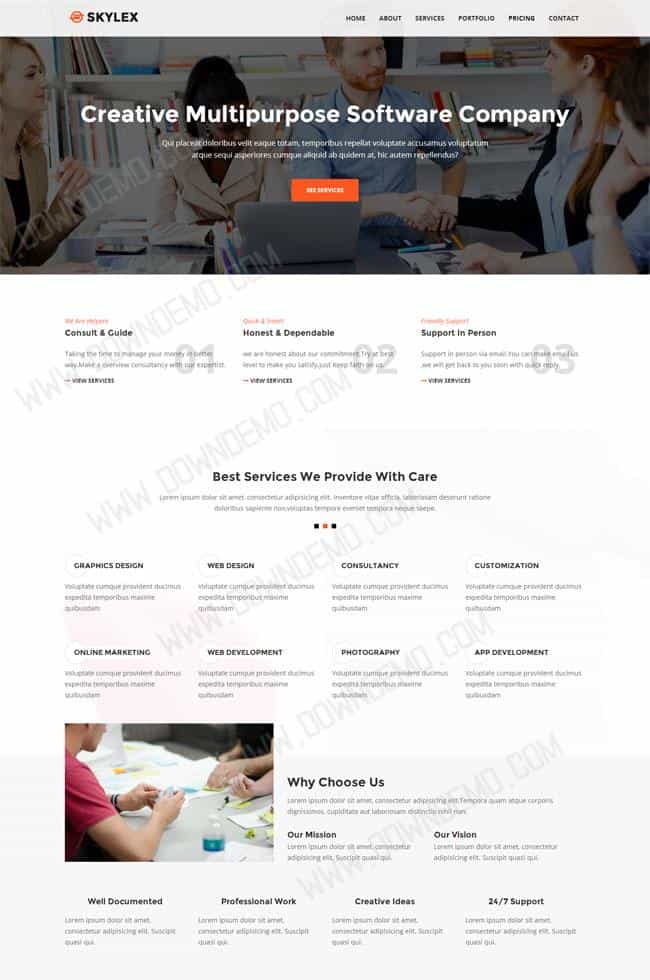 SKYLEX
HOME ABOUT SERVICES PORTFOLIO PRICING CONTACT
Creative Multipurpose Software Company
Qui placeat doloribus velit eaque totam, temporibus repellat voluptate accusamus voluptatum
atque sequi asperiores cumque aliquid ab quidem at, hic autem repellendus?
SEE SERVICES
We Are Helpers
Consult & Guide
01
Taking the time to manage your money in better
way.Make a overview consultancy with our expertist.
VIEW SERVICES
Quick & Smart
Honest & Dependable
02
we are honest about our commitment.Try at best
level to make you satisfy.just keep faith on us.
VIEW SERVICES
Friendly Support
Support In Person
03
Support in person via email.You can make email us
,we will get back to you soon with quick reply.
VIEW SERVICES
Best Services We Provide With Care
Lorem ipsum dolor sit amet, consectetur adipisicing elit. Inventore vitae officia, laboriosam deserunt ratione
doloribus sapiente non,voluptas tempora eveniet tempora neque saepe.
GRAPHICS DESIGN
Voluptate cumque provident ducimus
expedita temporibus maxime
quibusdam
WEB DESIGN
Voluptate cumque provident ducimus
expedita temporibus maxime
quibusdam
CONSULTANCY
Voluptate cumque provident ducimus
expedita temporibus maxime
quibusdam
CUSTOMIZATION
Voluptate cumque provident ducimus
expedita temporibus maxime
quibusdam
ONLINE MARKETING
Voluptate cumque provident ducimus
expedita temporibus maxime
quibusdam
WEB DEVELOPMENT
Voluptate cumque provident ducimus
expedita temporibus maxime
quibusdam
PHOTOGRAPHY
Voluptate cumque provident ducimus
expedita temporibus maxime
quibusdam
APP DEVELOPMENT
Voluptate cumque provident ducimus
expedita temporibus maxime
quibusdam
Why Choose Us
Lorem ipsum dolor sit amet, consectetur adipisicing elit.Tempora quam atque corporis
dignissimos, cupiditate aut laboriosam distinctio nihil non.
Our Mission
Lorem ipsum dolor sit amet, consectetur
adipisicing elit. Suscipit quasi qui.
Our Vision
Lorem ipsum dolor sit amet, consectetur
adipisicing elit. Suscipit quasi qui.
Well Documented
Lorem ipsum dolor sit amet,
consectetur adipisicing elit. Suscipit
quasi qui.
Professional Work
Lorem ipsum dolor sit amet,
consectetur adipisicing elit. Suscipit
quasi qui.
Creative Ideas
Lorem ipsum dolor sit amet,
consectetur adipisicing elit. Suscipit
quasi qui.
24/7 Support
Lorem ipsum dolor sit amet,
consectetur adipisicing elit. Suscipit
quasi qui.
WWW.DOWNDEMO.COM
WWW.DOWNDEMO.COM
WWW.DOWNDEMO.COM
WWW.DOWNDEMO.COM
WWW.DOWNDEMO.COM